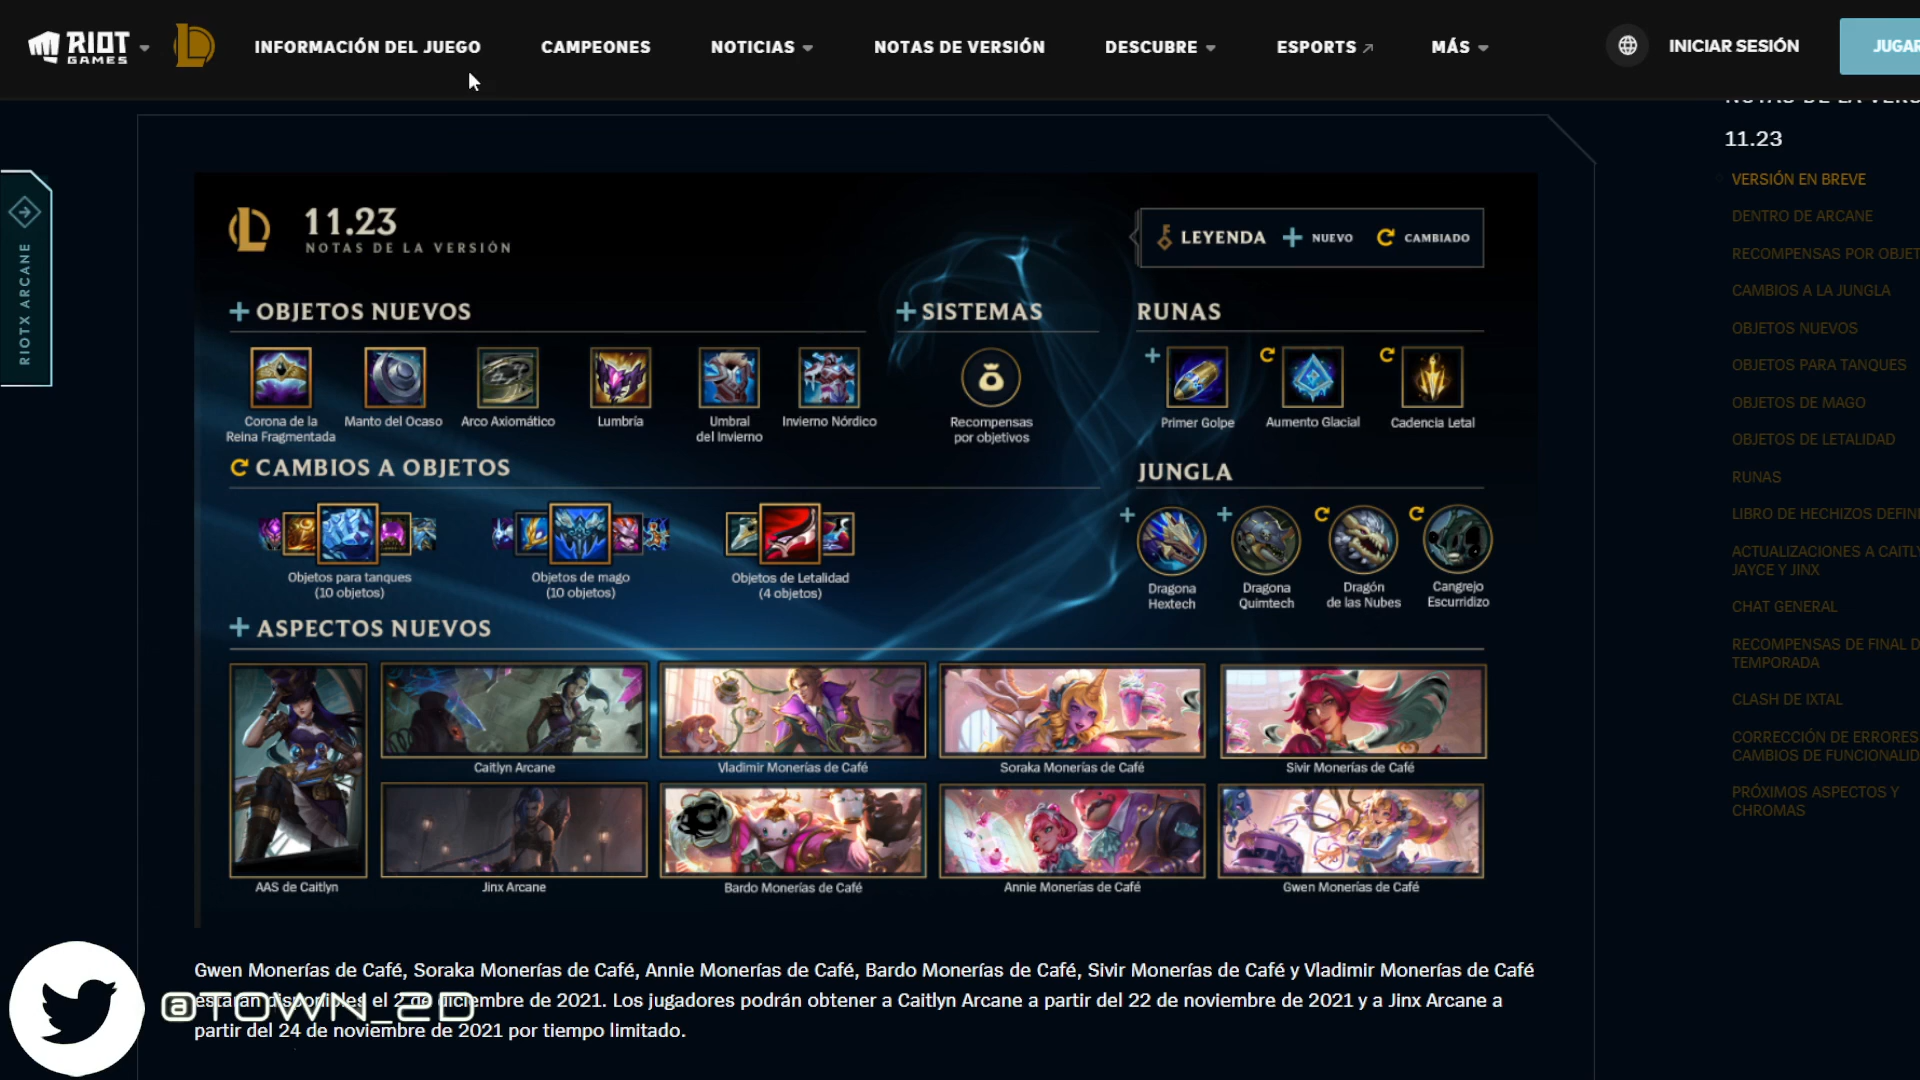 RIOT GAMES
INFORMACIÓN DEL JUEGO
CAMPEONES
NOTICIAS
NOTAS DE VERSIÓN
DESCUBRE
ESPORTS
MÁS
INICIAR SESIÓN
JUGAR
RIOTX ARCANE
11.23
NOTAS DE LA VERSIÓN
LEYENDA
NUEVO
CAMBIADO
OBJETOS NUEVOS
Corona de la
Reina Fragmentada
Manto del Ocaso
Arco Axiomático
Lumbría
Umbral
del Invierno
Invierno Nórdico
SISTEMAS
Recompensas
por objetivos
RUNAS
Primer Golpe
Aumento Glacial
Cadencia Letal
CAMBIOS A OBJETOS
Objetos para tanques
(10 objetos)
Objetos de mago
(10 objetos)
Objetos de Letalidad
(4 objetos)
JUNGLA
Dragona
Hextech
Dragona
Quimtech
Dragón
de las Nubes
Cangrejo
Escurridizo
ASPECTOS NUEVOS
AAS de Caitlyn
Caitlyn Arcane
Vladimir Monerías de Café
Soraka Monerías de Café
Sivir Monerías de Café
Jinx Arcane
Bardo Monerías de Café
Annie Monerías de Café
Gwen Monerías de Café
Gwen Monerías de Café, Soraka Monerías de Café, Annie Monerías de Café, Bardo Monerías de Café, Sivir Monerías de Café y Vladimir Monerías de Café
estarán disponibles el 2 de diciembre de 2021. Los jugadores podrán obtener a Caitlyn Arcane a partir del 22 de noviembre de 2021 y a Jinx Arcane a
partir del 24 de noviembre de 2021 por tiempo limitado.
@TOWN_2D
NOTAS DE LA VERS
11.23
VERSIÓN EN BREVE
DENTRO DE ARCANE
RECOMPENSAS POR OBJET
CAMBIOS A LA JUNGLA
OBJETOS NUEVOS
OBJETOS PARA TANQUES
OBJETOS DE MAGO
OBJETOS DE LETALIDAD
RUNAS
LIBRO DE HECHIZOS DEFINI
ACTUALIZACIONES A CAITLY
JAYCE Y JINX
CHAT GENERAL
RECOMPENSAS DE FINAL D
TEMPORADA
CLASH DE IXTAL
CORRECCIÓN DE ERRORES
CAMBIOS DE FUNCIONALID
PRÓXIMOS ASPECTOS Y
CHROMAS